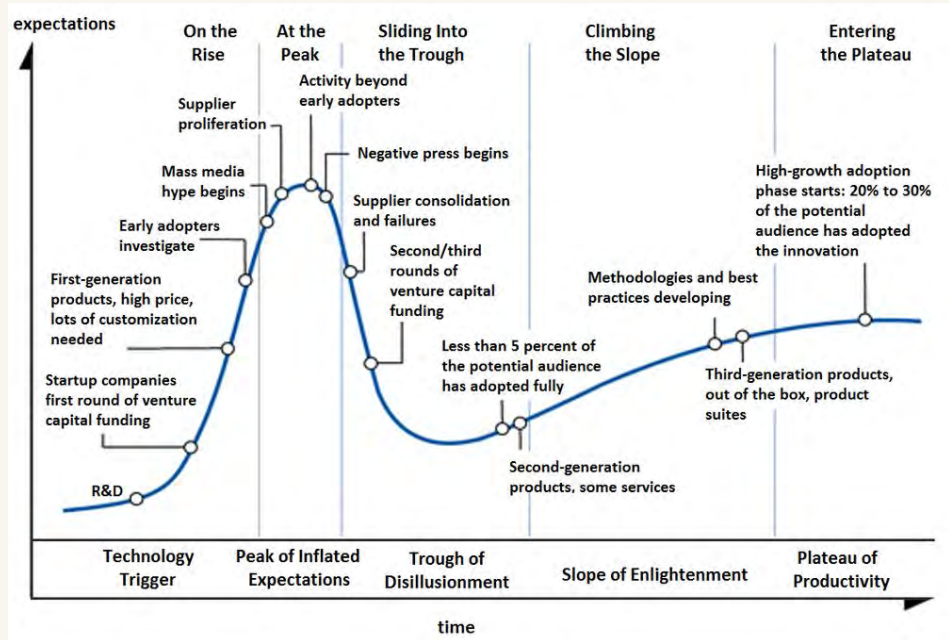 expectations
On the
Rise
At the
Peak
Sliding Into
the Trough
Climbing
the Slope
Entering
the Plateau
Activity beyond
early adopters
Supplier
proliferation
Negative press begins
Mass media
hype begins
High-growth adoption
phase starts: 20% to 30%
of the potential
audience has adopted
the innovation
Supplier consolidation
and failures
Early adopters
investigate
Second/third
rounds of
venture capital
funding
First-generation
products, high price,
lots of customization
needed
Methodologies and best
practices developing
Less than 5 percent of
the potential audience
has adopted fully
Third-generation products,
out of the box, product
suites
Startup companies
first round of venture
capital funding
Second-generation
products, some services
R&D
Technology
Trigger
Peak of Inflated
Expectations
Trough of
Disillusionment
Slope of Enlightenment
Plateau of
Productivity
time